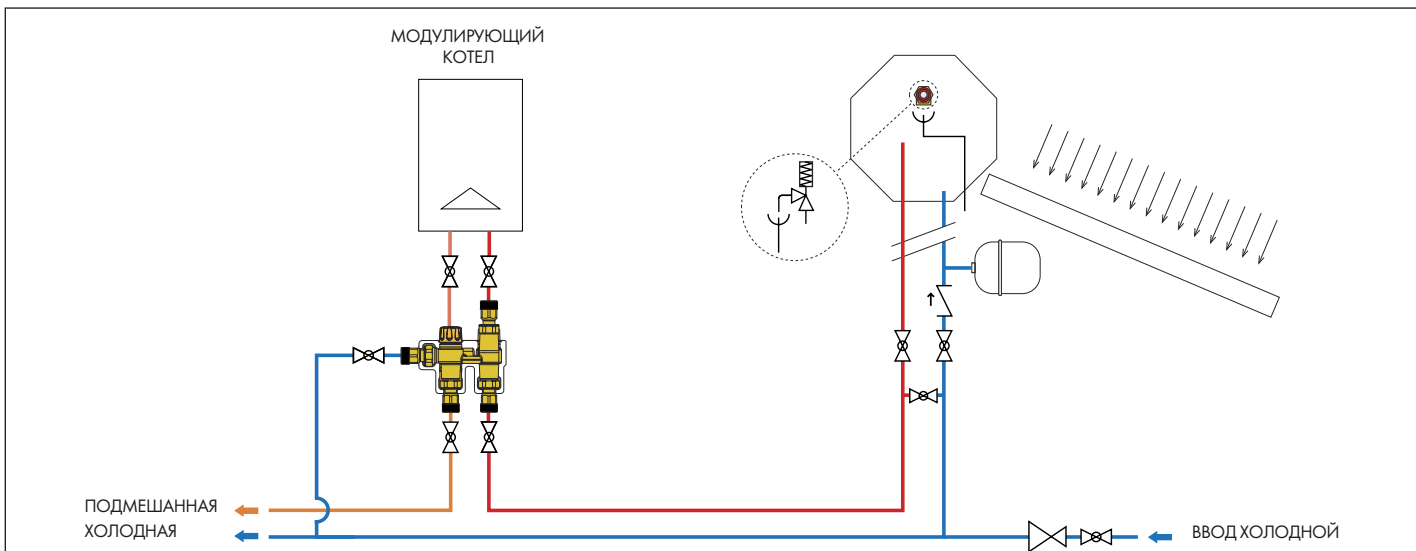 МОДУЛИРУЮЩИЙ
КОТЕЛ
ПОДМЕШАННАЯ
ХОЛОДНАЯ
ВВОД ХОЛОДНОЙ